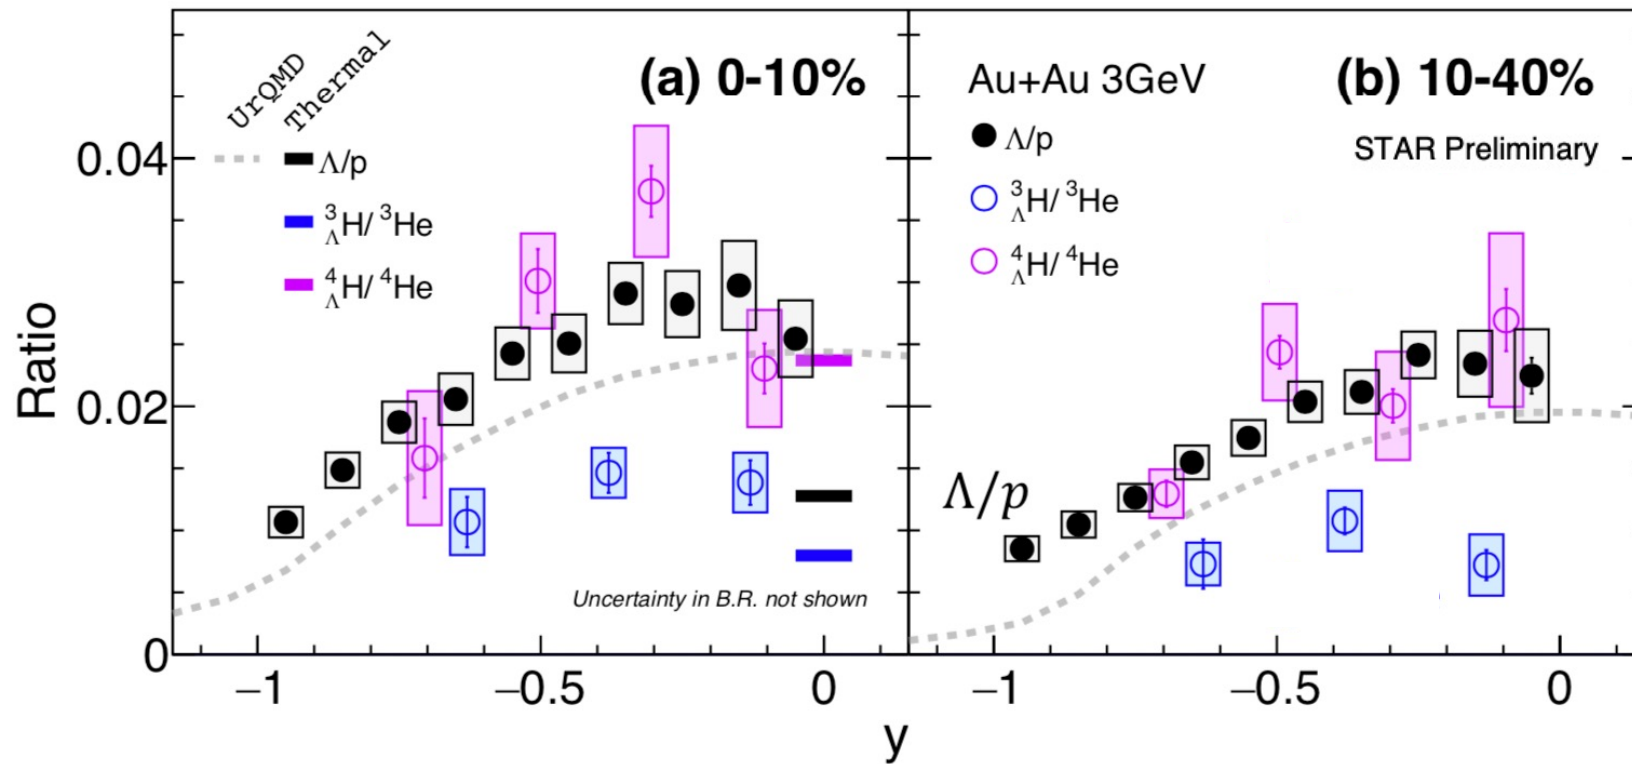 UrQMD
Thermal
(a) 0-10%
Λ/p
³ΛH/ ³He
⁴ΛH/ ⁴He
Uncertainty in B.R. not shown
Au+Au 3GeV
(b) 10-40%
STAR Preliminary
Λ/p
³ΛH/ ³He
⁴ΛH/ ⁴He
Λ/p
Ratio
0.04
0.02
0
−1 −0.5 0
−1 −0.5 0
y